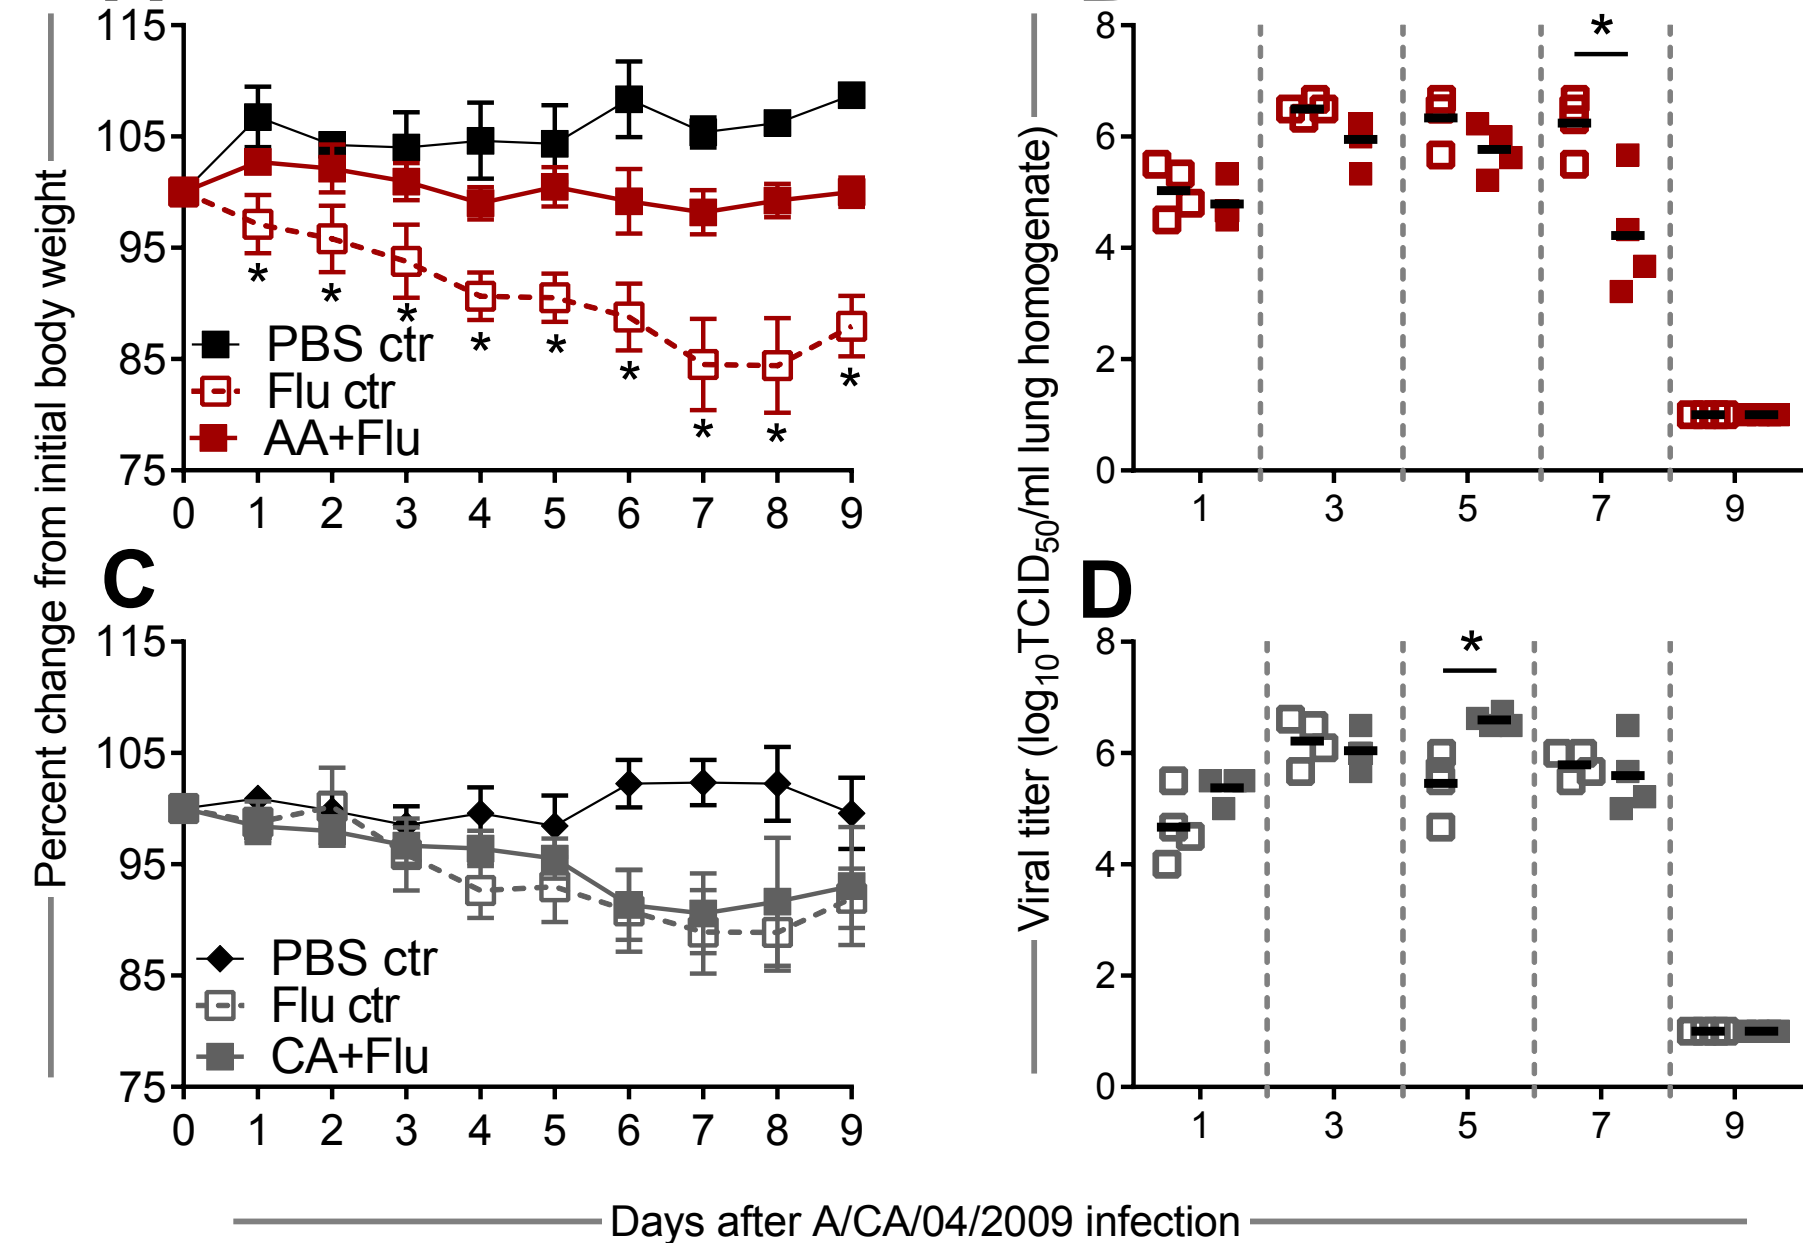 115
105
95
85
75
* * * * * * * * *
PBS ctr
Flu ctr
AA+Flu
0 1 2 3 4 5 6 7 8 9
8
6
4
2
0
*
1 3 5 7 9
C
115
105
95
85
75
PBS ctr
Flu ctr
CA+Flu
0 1 2 3 4 5 6 7 8 9
D
8
6
4
2
0
*
1 3 5 7 9
Percent change from initial body weight
Viral titer (log10TCID50/ml lung homogenate)
Days after A/CA/04/2009 infection